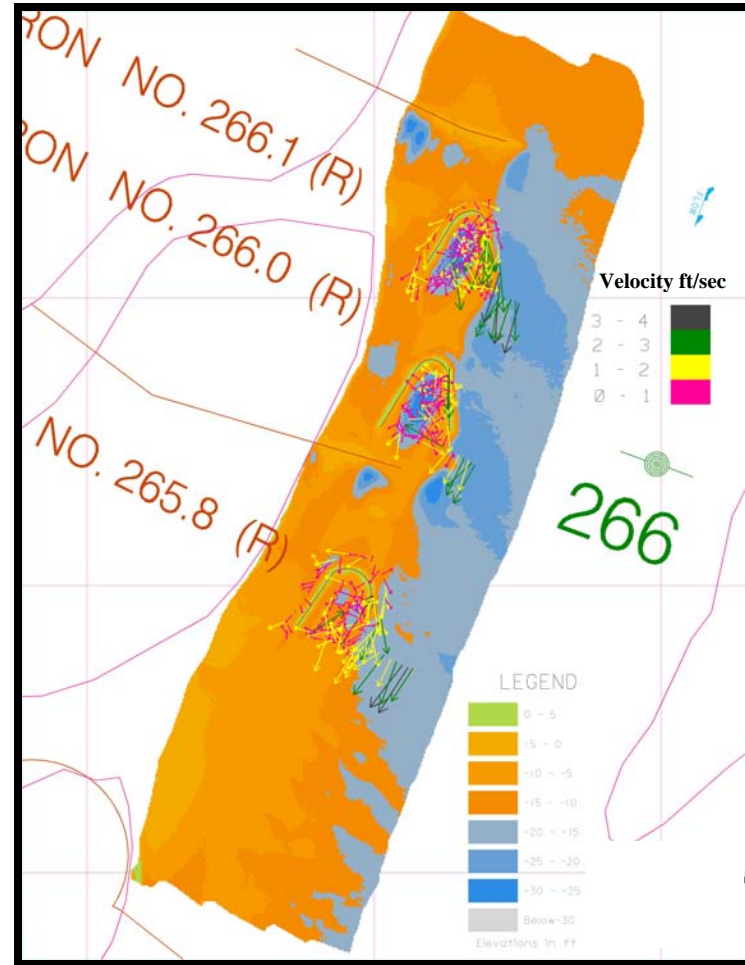 RON NO. 266.1 (R)
ON NO. 266.0 (R)
NO. 265.8 (R)
FLOW
Velocity ft/sec
3 - 4
2 - 3
1 - 2
0 - 1
266
LEGEND
0 - 5
-5 - 0
-10 - -5
-15 - -10
-20 - -15
-25 - -20
-30 - -25
Below-30
Elevations in ft